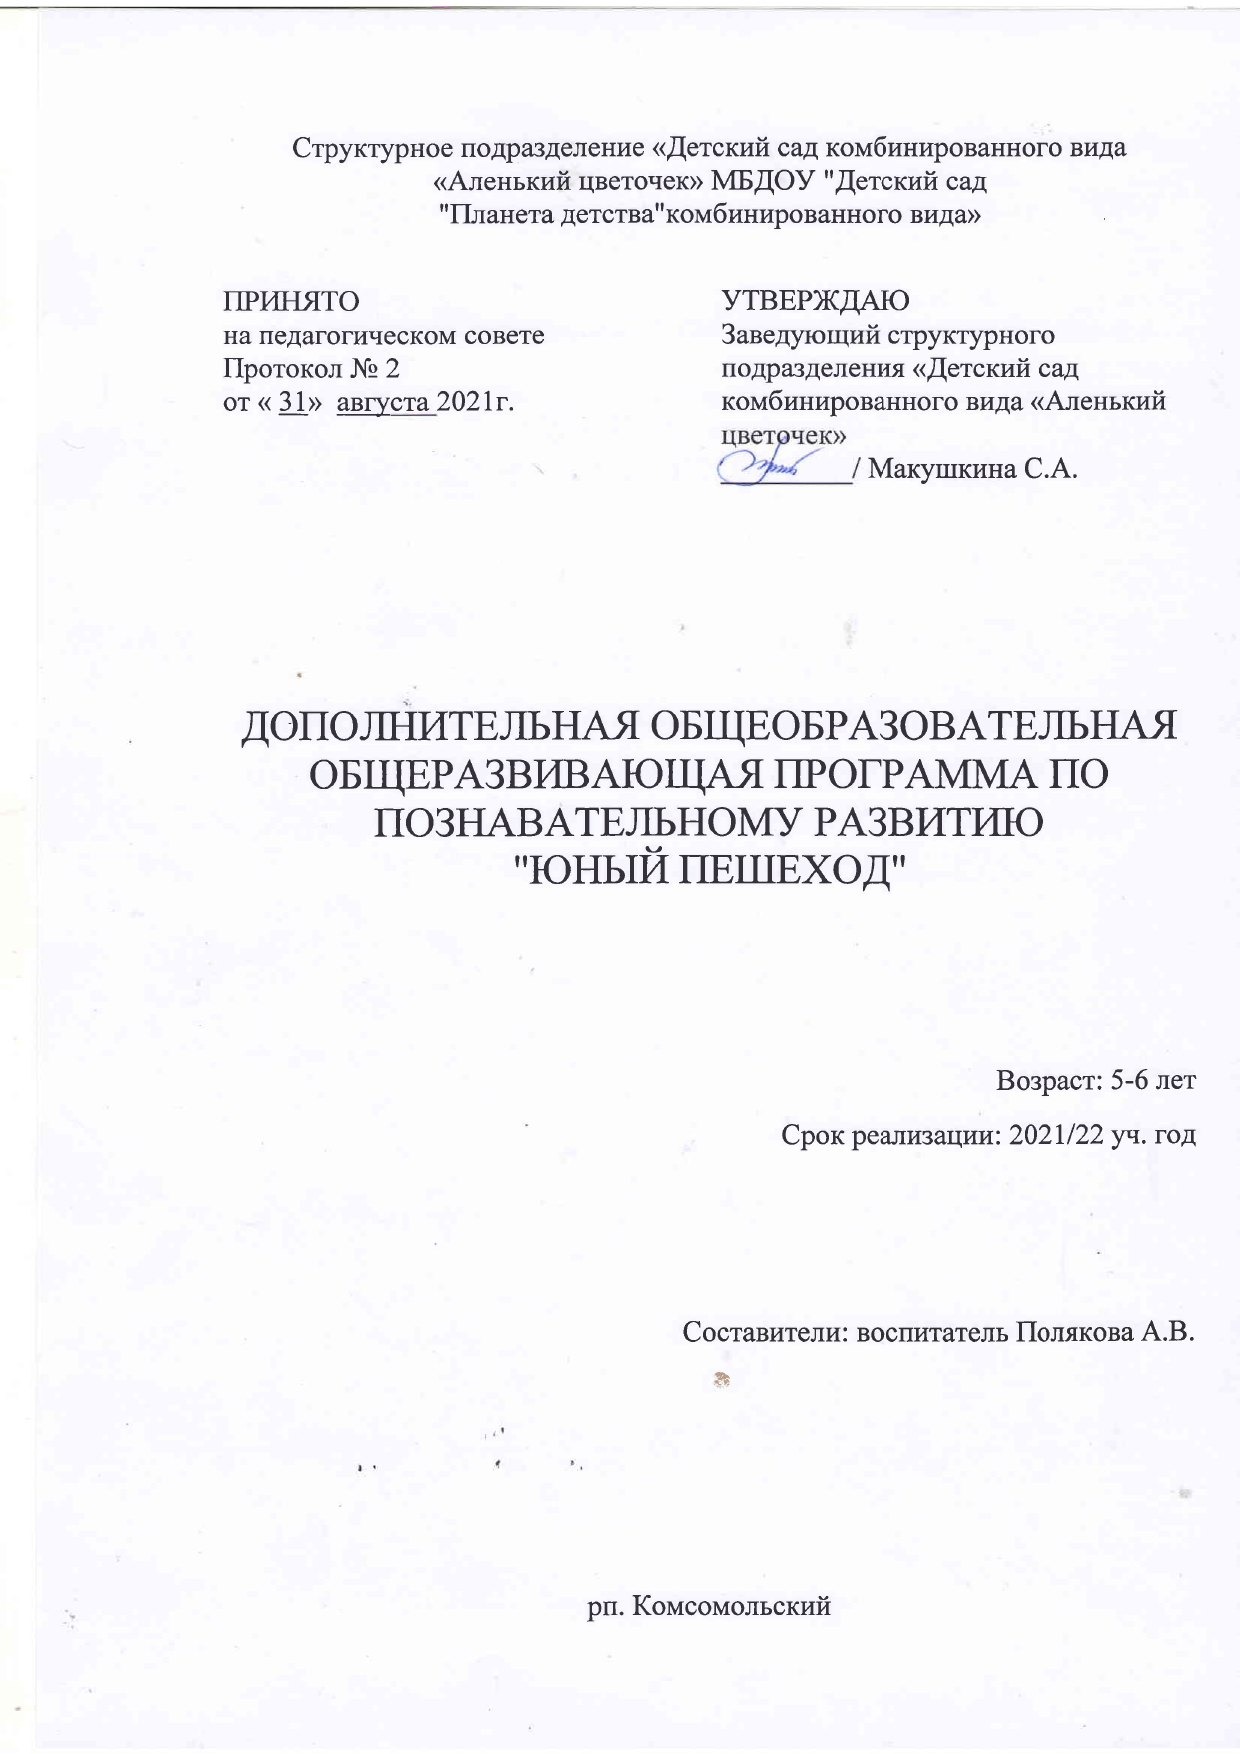 Структурное подразделение «Детский сад комбинированного вида
«Аленький цветочек» МБДОУ "Детский сад
"Планета детства"комбинированного вида»
ПРИНЯТО
на педагогическом совете
Протокол № 2
от « 31» августа 2021г.
УТВЕРЖДАЮ
Заведующий структурного
подразделения «Детский сад
комбинированного вида «Аленький
цветочек»
/ Макушкина С.А.
ДОПОЛНИТЕЛЬНАЯ ОБЩЕОБРАЗОВАТЕЛЬНАЯ
ОБЩЕРАЗВИВАЮЩАЯ ПРОГРАММА ПО
ПОЗНАВАТЕЛЬНОМУ РАЗВИТИЮ
"ЮНЫЙ ПЕШЕХОД"
Возраст: 5-6 лет
Срок реализации: 2021/22 уч. год
Составители: воспитатель Полякова А.В.
рп. Комсомольский